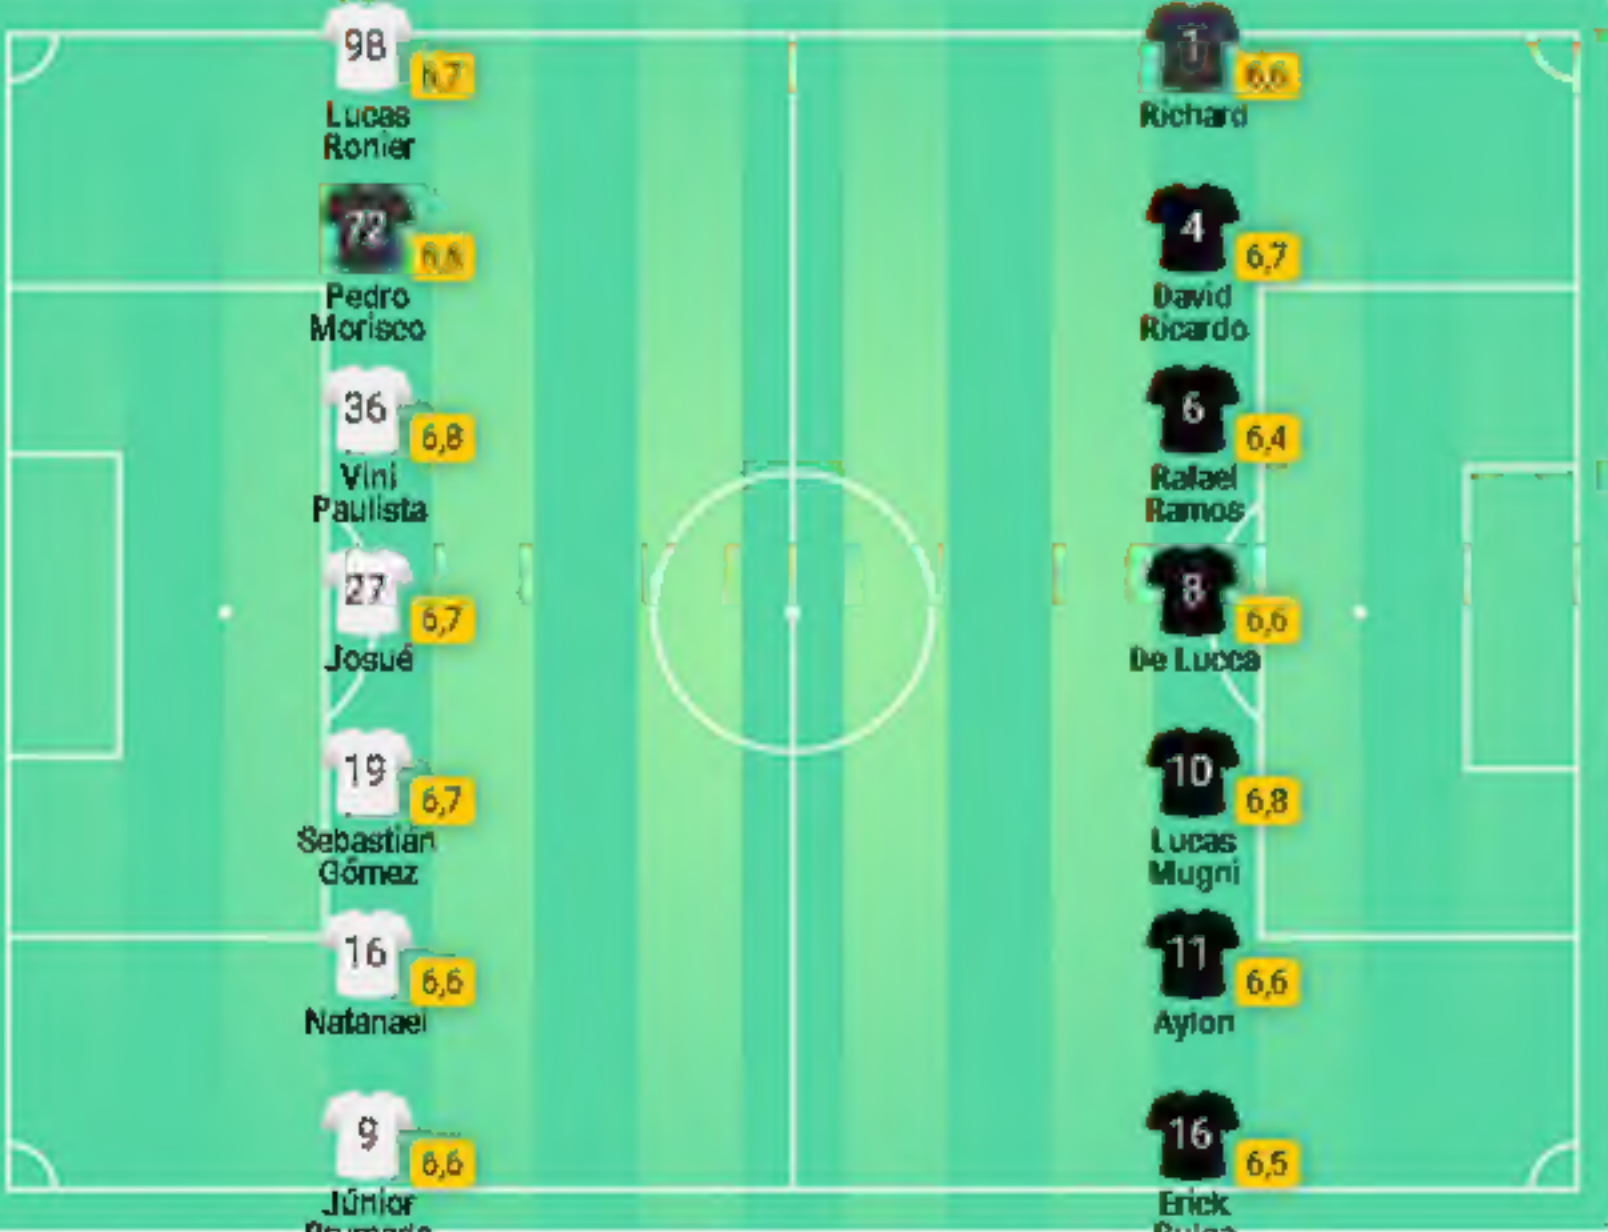 98
6,7
Lucas
Ronier
72
6,6
Pedro
Morisco
36
6,8
Vini
Paulista
27
6,7
Josué
19
6,7
Sebastián
Gómez
16
6,6
Natanael
9
6,6
Júnior
1
6,6
Richard
4
6,7
David
Ricardo
6
6,4
Rafael
Ramos
8
6,6
De Lucca
10
6,8
Lucas
Mugni
11
6,6
Aylon
16
6,5
Erick